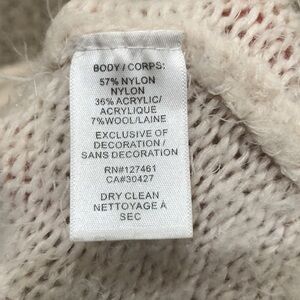 BODY / CORPS:
57% NYLON
NYLON
36% ACRYLIC/
ACRYLIQUE
7%WOOL/LAINE
EXCLUSIVE OF
DECORATION /
SANS DECORATION
RN#127461
CA#30427
DRY CLEAN
NETTOYAGE À
SEC